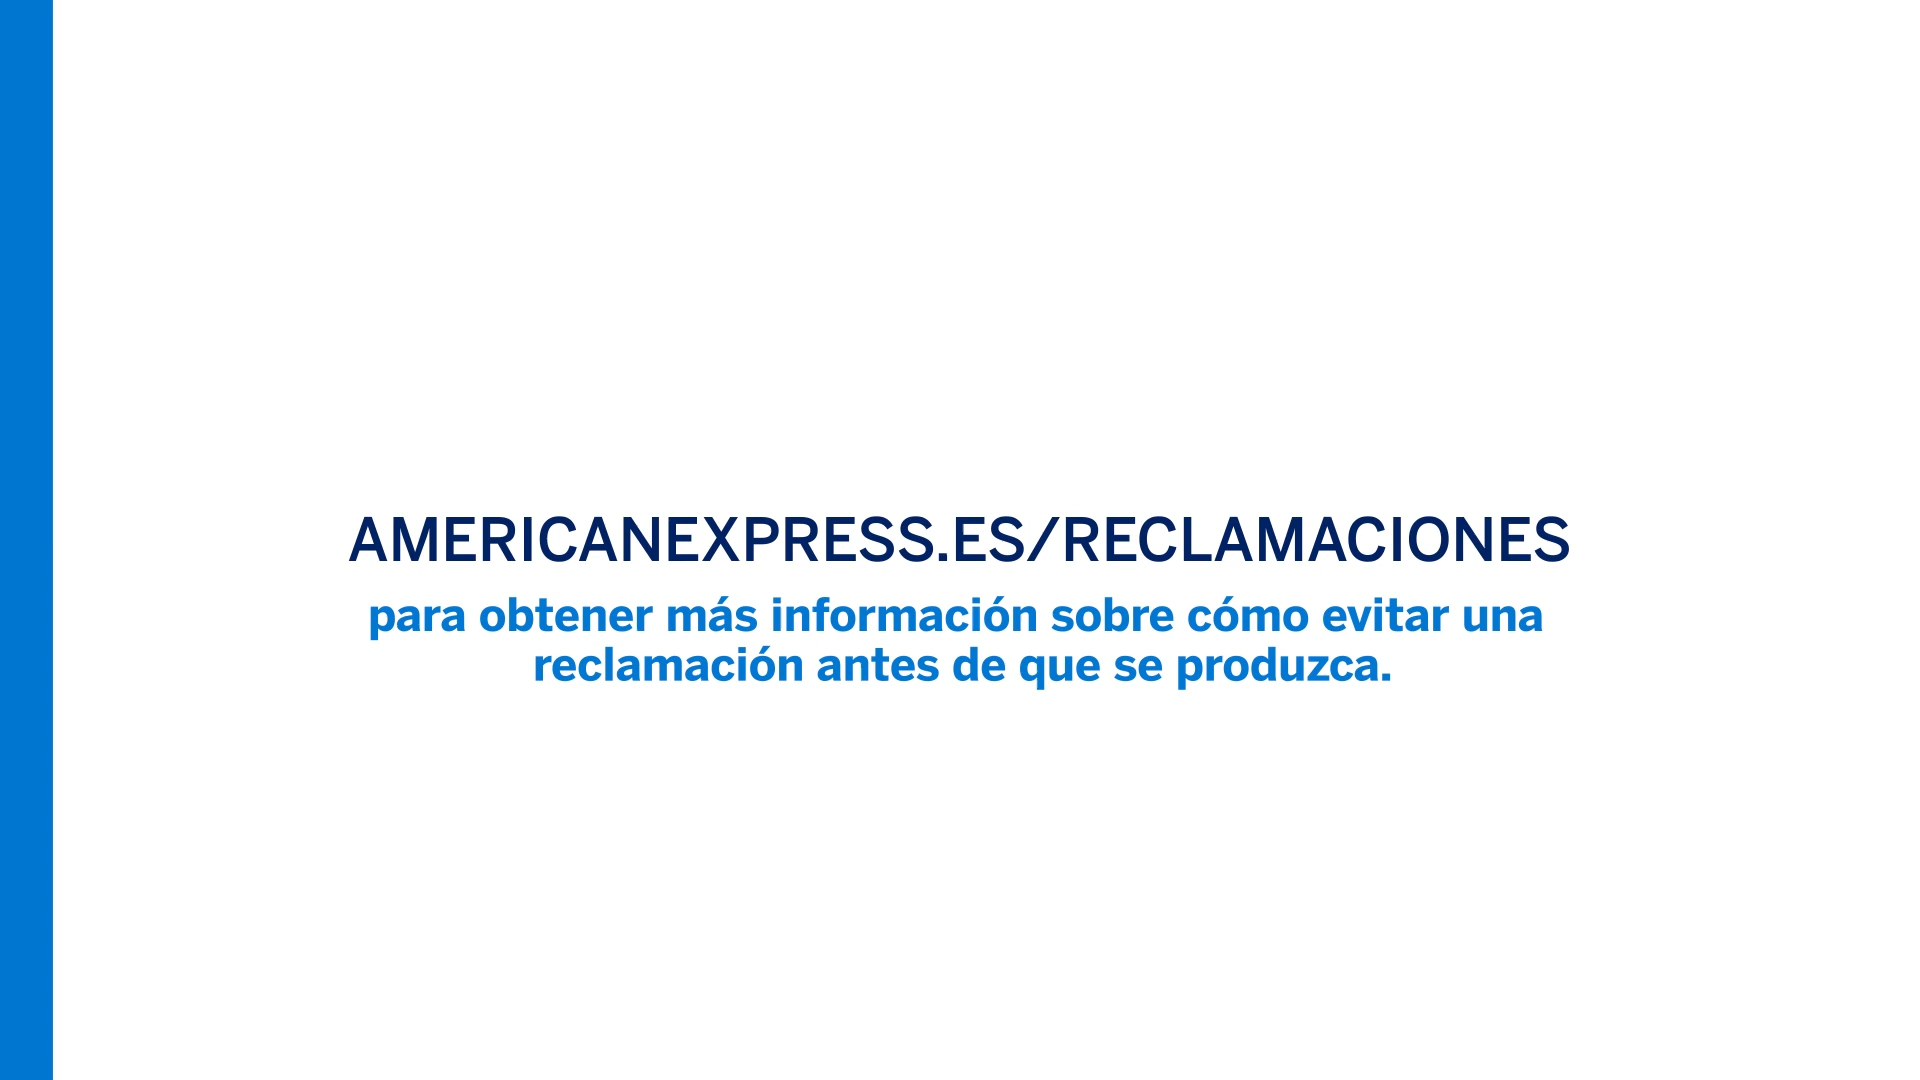 AMERICANEXPRESS.ES/RECLAMACIONES
para obtener más información sobre cómo evitar una
reclamación antes de que se produzca.